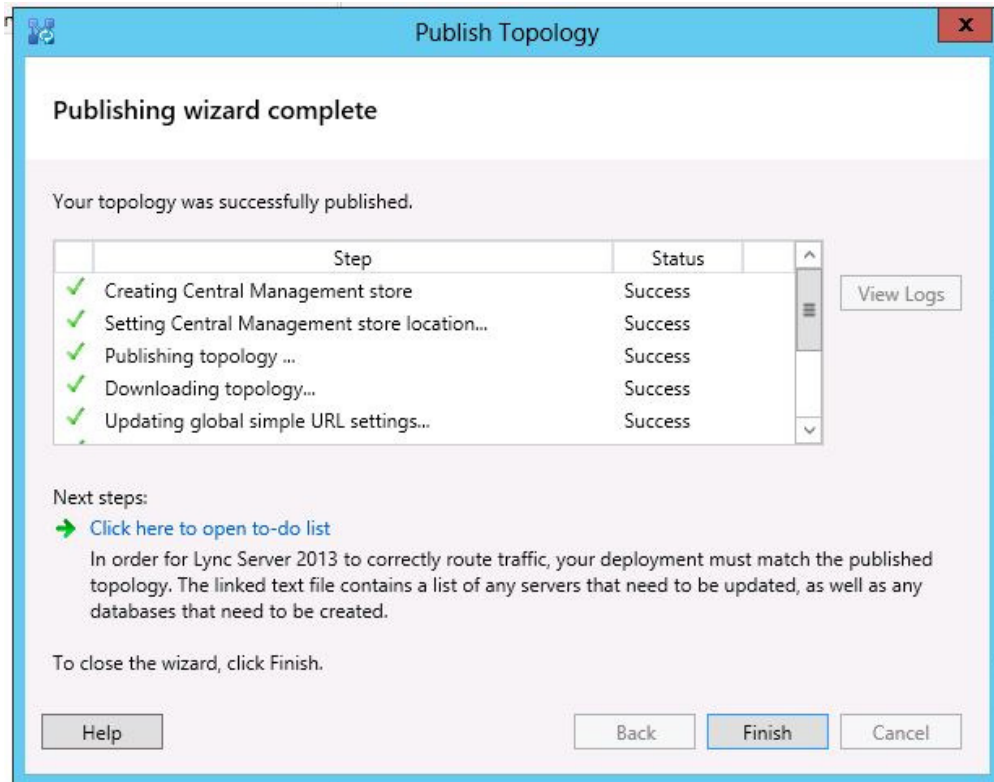 Publish Topology
x
Publishing wizard complete
Your topology was successfully published.
Step Status
Creating Central Management store Success
Setting Central Management store location... Success
View Logs
Publishing topology ... Success
Downloading topology... Success
Updating global simple URL settings... Success
Next steps:
Click here to open to-do list
In order for Lync Server 2013 to correctly route traffic, your deployment must match the published
topology. The linked text file contains a list of any servers that need to be updated, as well as any
databases that need to be created.
To close the wizard, click Finish.
Help Back Finish Cancel